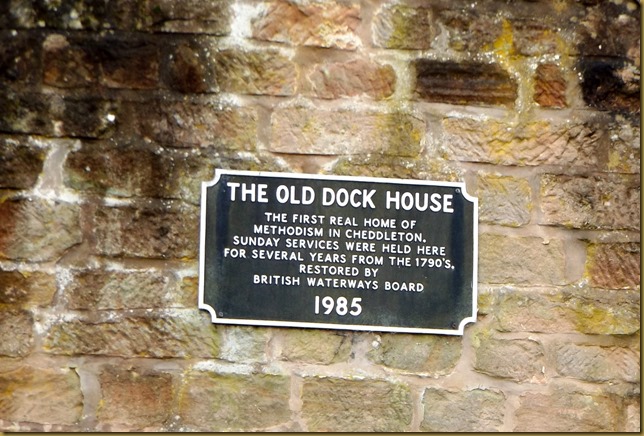 THE OLD DOCK HOUSE
THE FIRST REAL HOME OF
METHODISM IN CHEDDLETON.
SUNDAY SERVICES WERE HELD HERE
FOR SEVERAL YEARS FROM THE 1790'S.
RESTORED BY
BRITISH WATERWAYS BOARD
1985